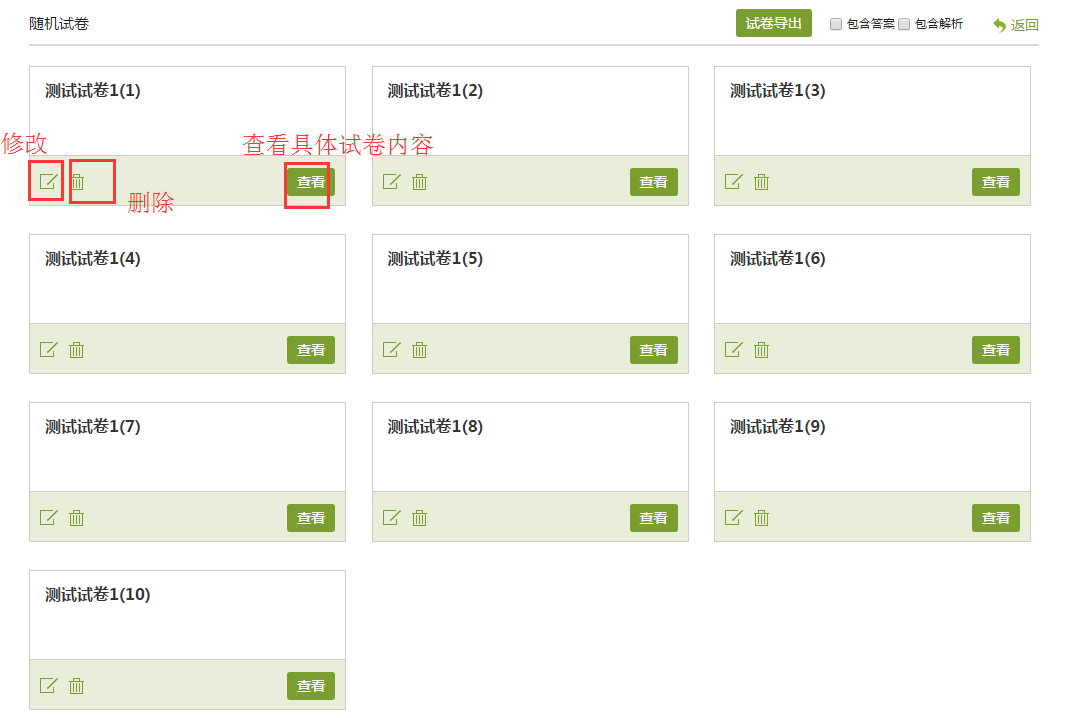 随机试卷 试卷导出 包含答案 包含解析 返回
测试试卷1(1) 测试试卷1(2) 测试试卷1(3)
修改 查看具体试卷内容
查看 查看 查看
删除
测试试卷1(4) 测试试卷1(5) 测试试卷1(6)
查看 查看 查看
测试试卷1(7) 测试试卷1(8) 测试试卷1(9)
查看 查看 查看
测试试卷1(10)
查看